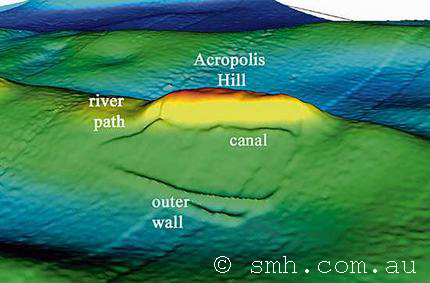 Acropolis
Hill
river
path
canal
outer
wall
© smh.com.au